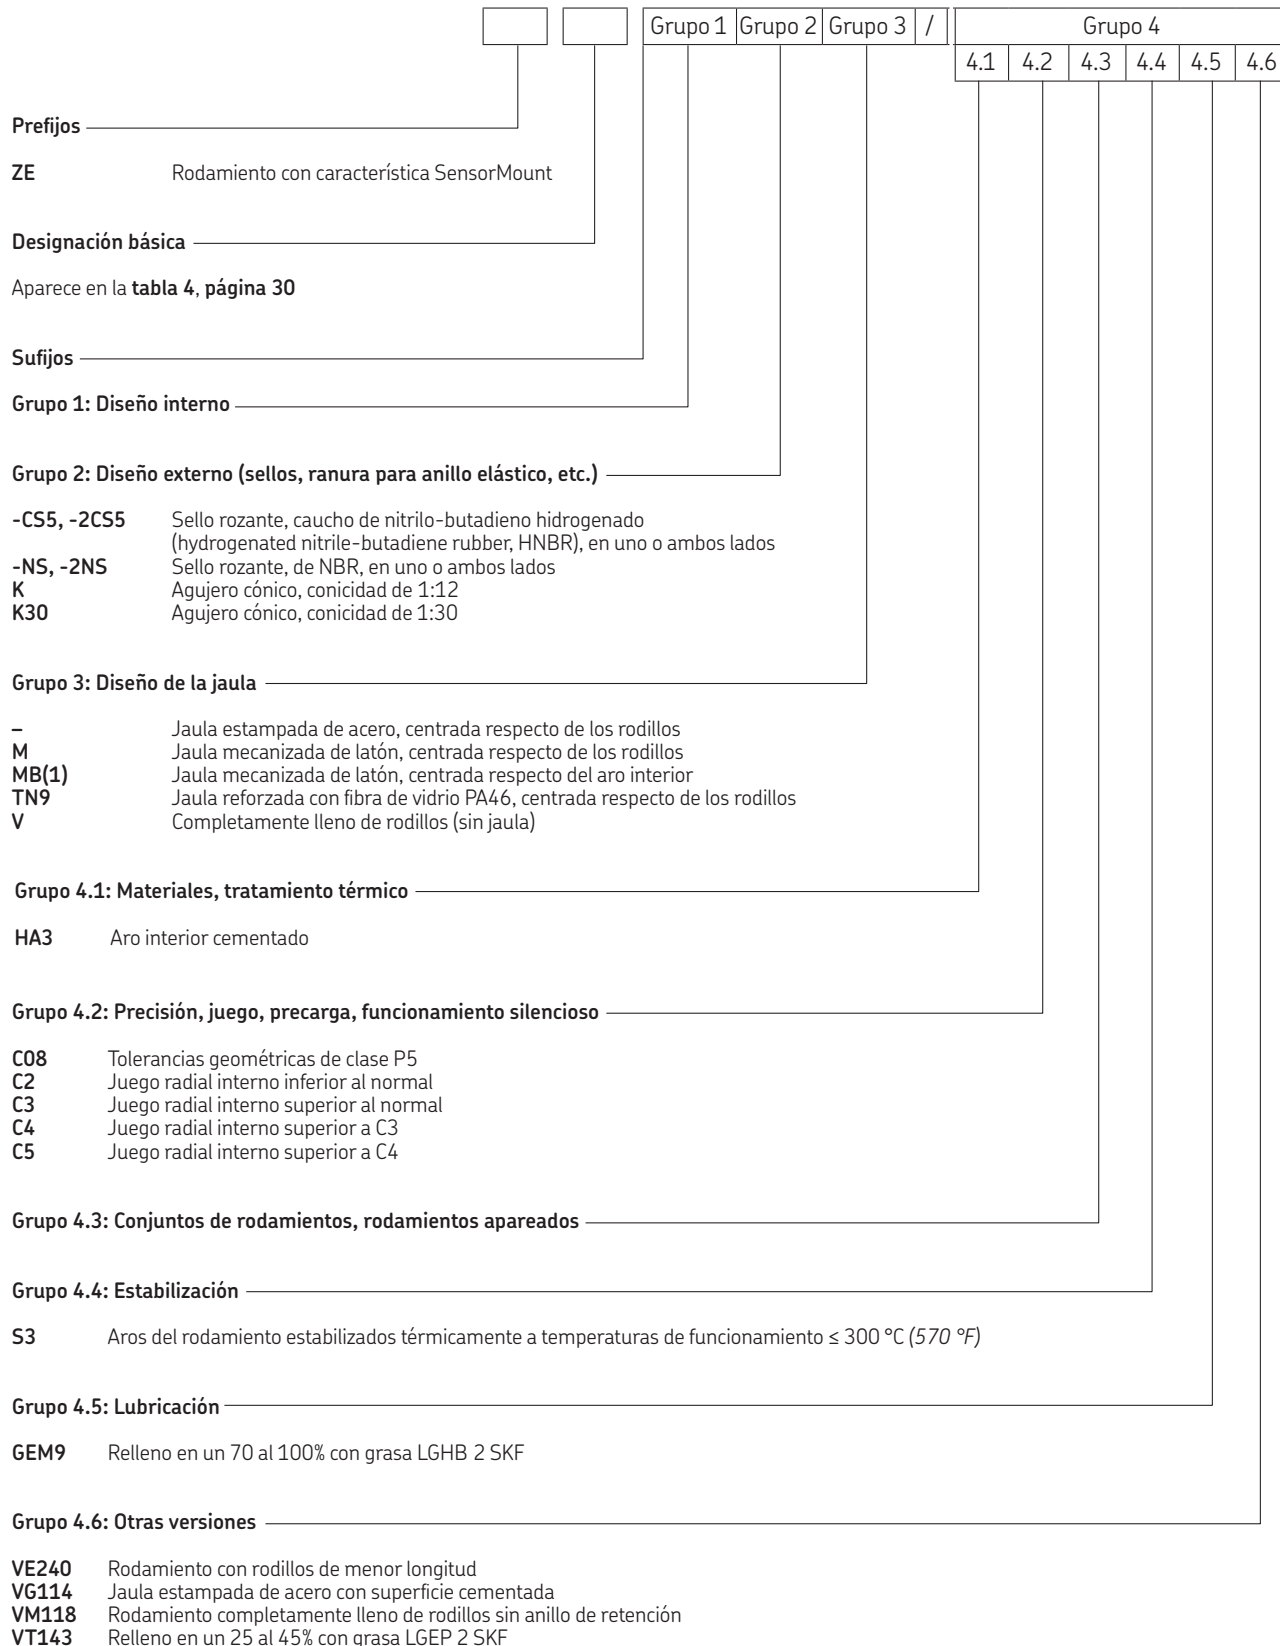 Grupo 1 Grupo 2 Grupo 3 / Grupo 4
4.1 4.2 4.3 4.4 4.5 4.6
Prefijos
ZE Rodamiento con característica SensorMount
Designación básica
Aparece en la tabla 4, página 30
Sufijos
Grupo 1: Diseño interno
Grupo 2: Diseño externo (sellos, ranura para anillo elástico, etc.)
-CS5, -2CS5 Sello rozante, caucho de nitrilo-butadieno hidrogenado
(hydrogenated nitrile-butadiene rubber, HNBR), en uno o ambos lados
-NS, -2NS Sello rozante, de NBR, en uno o ambos lados
K Agujero cónico, conicidad de 1:12
K30 Agujero cónico, conicidad de 1:30
Grupo 3: Diseño de la jaula
– Jaula estampada de acero, centrada respecto de los rodillos
M Jaula mecanizada de latón, centrada respecto de los rodillos
MB(1) Jaula mecanizada de latón, centrada respecto del aro interior
TN9 Jaula reforzada con fibra de vidrio PA46, centrada respecto de los rodillos
V Completamente lleno de rodillos (sin jaula)
Grupo 4.1: Materiales, tratamiento térmico
HA3 Aro interior cementado
Grupo 4.2: Precisión, juego, precarga, funcionamiento silencioso
C08 Tolerancias geométricas de clase P5
C2 Juego radial interno inferior al normal
C3 Juego radial interno superior al normal
C4 Juego radial interno superior a C3
C5 Juego radial interno superior a C4
Grupo 4.3: Conjuntos de rodamientos, rodamientos apareados
Grupo 4.4: Estabilización
S3 Aros del rodamiento estabilizados térmicamente a temperaturas de funcionamiento ≤ 300 °C (570 °F)
Grupo 4.5: Lubricación
GEM9 Relleno en un 70 al 100% con grasa LGHB 2 SKF
Grupo 4.6: Otras versiones
VE240 Rodamiento con rodillos de menor longitud
VG114 Jaula estampada de acero con superficie cementada
VM118 Rodamiento completamente lleno de rodillos sin anillo de retención
VT143 Relleno en un 25 al 45% con grasa LGEP 2 SKF